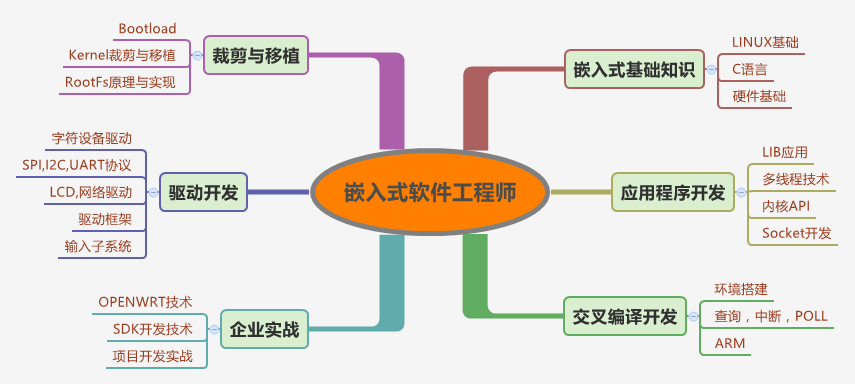 嵌入式软件工程师
裁剪与移植
Bootload
Kernel裁剪与移植
RootFs原理与实现
驱动开发
字符设备驱动
SPI,I2C,UART协议
LCD,网络驱动
驱动框架
输入子系统
企业实战
OPENWRT技术
SDK开发技术
项目开发实战
嵌入式基础知识
LINUX基础
C语言
硬件基础
应用程序开发
LIB应用
多线程技术
内核API
Socket开发
交叉编译开发
环境搭建
查询，中断，POLL
ARM